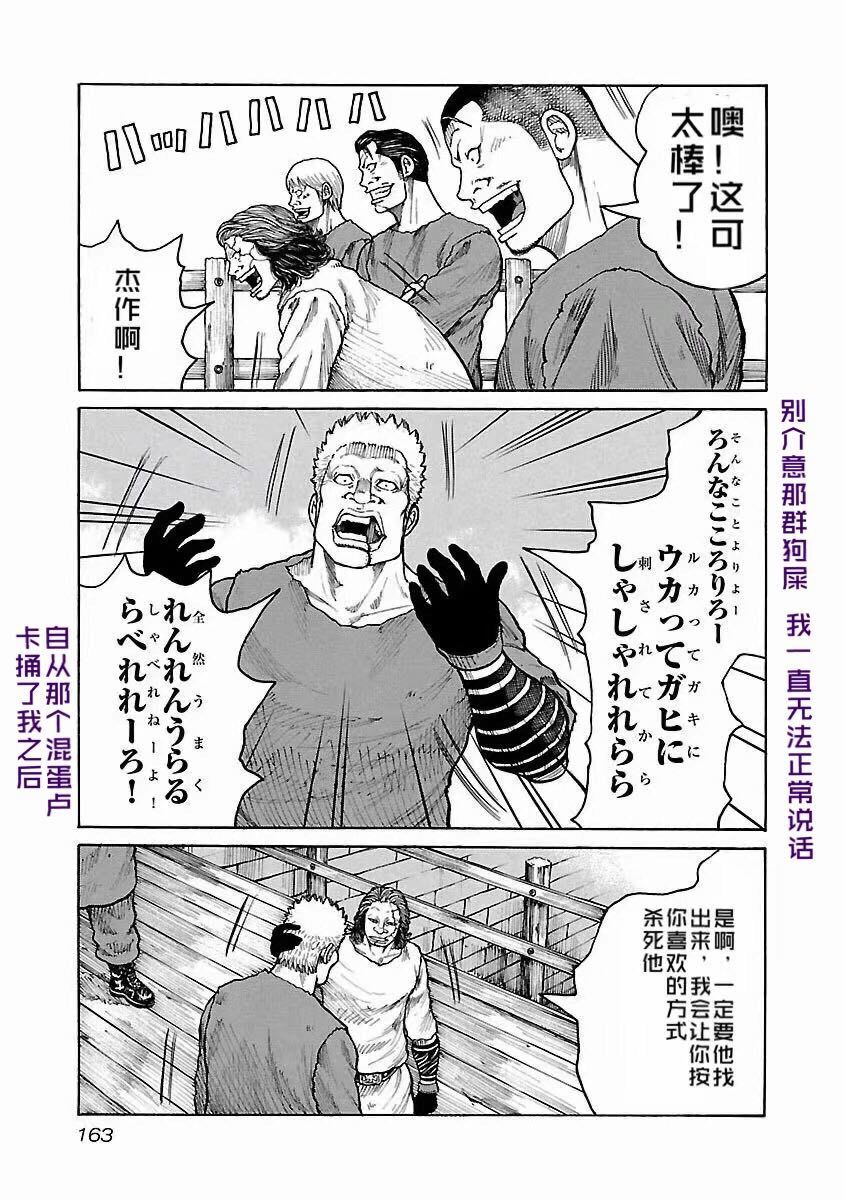 噢！这可
太棒了！
ハハッハハハハハ
杰作啊！
别介意那群狗屎 我一直无法正常说话
そんなことよりよー
ろんなこころりろー
ルカってガキに
ウカってガヒに
刺されてから
しゃしゃれれらら
全然うまく
れんれんうらる
しゃべれねーよ！
らべれれーろ！
自从那个混蛋卢
卡捅了我之后
是啊，一定要他找
出来，我会让你按
你喜欢的方式
杀死他
163